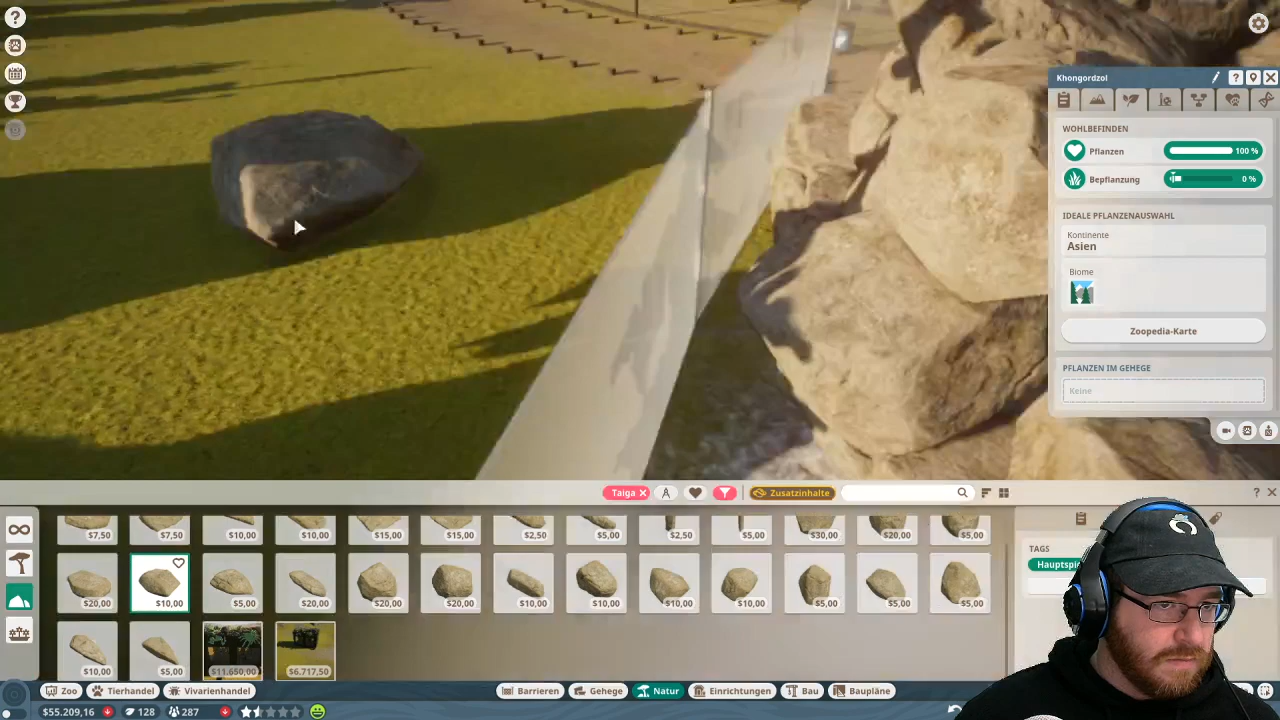 ?
Khongordzol
?
WOHLBEFINDEN
Pflanzen
100 %
Bepflanzung
0 %
IDEALE PFLANZENAUSWAHL
Kontinente
Asien
Biome
Zoopedia-Karte
PFLANZEN IM GEHEGE
Keine
Taiga
Zusatzinhalte
?
$7,50 $7,50 $10,00 $10,00 $15,00 $15,00 $2,50 $5,00 $2,50 $5,00 $30,00 $20,00 $5,00
$20,00 $10,00 $5,00 $20,00 $20,00 $20,00 $10,00 $10,00 $10,00 $10,00 $5,00 $5,00 $5,00
$10,00 $5,00 $11.650,00 $6.717,50
TAGS
Zoo Tierhandel Vivarienhandel Barrieren Gehege Natur Einrichtungen Bau Baupläne
$55.209,16 128 287